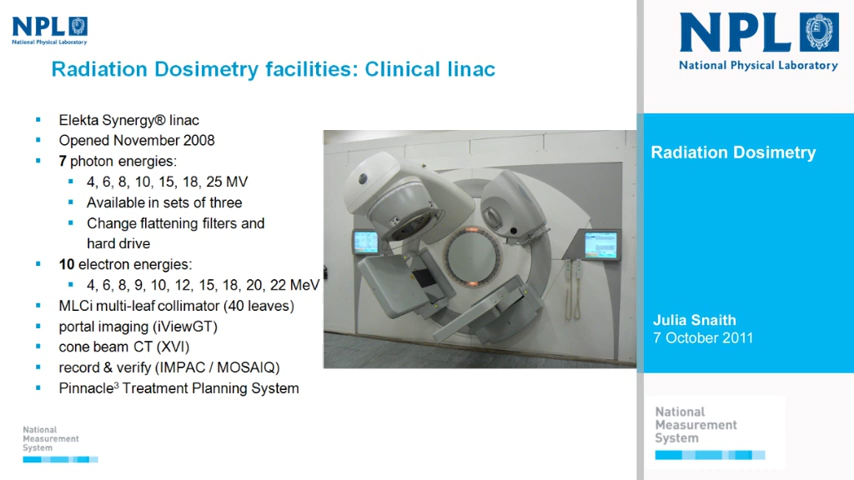 NPL
National Physical Laboratory
Radiation Dosimetry facilities: Clinical linac
Elekta Synergy® linac
Opened November 2008
7 photon energies:
4, 6, 8, 10, 15, 18, 25 MV
Available in sets of three
Change flattening filters and
hard drive
10 electron energies:
4, 6, 8, 9, 10, 12, 15, 18, 20, 22 MeV
MLCi multi-leaf collimator (40 leaves)
portal imaging (iViewGT)
cone beam CT (XVI)
record & verify (IMPAC / MOSAIQ)
Pinnacle³ Treatment Planning System
National
Measurement
System
NPL
National Physical Laboratory
Radiation Dosimetry
Julia Snaith
7 October 2011
National
Measurement
System